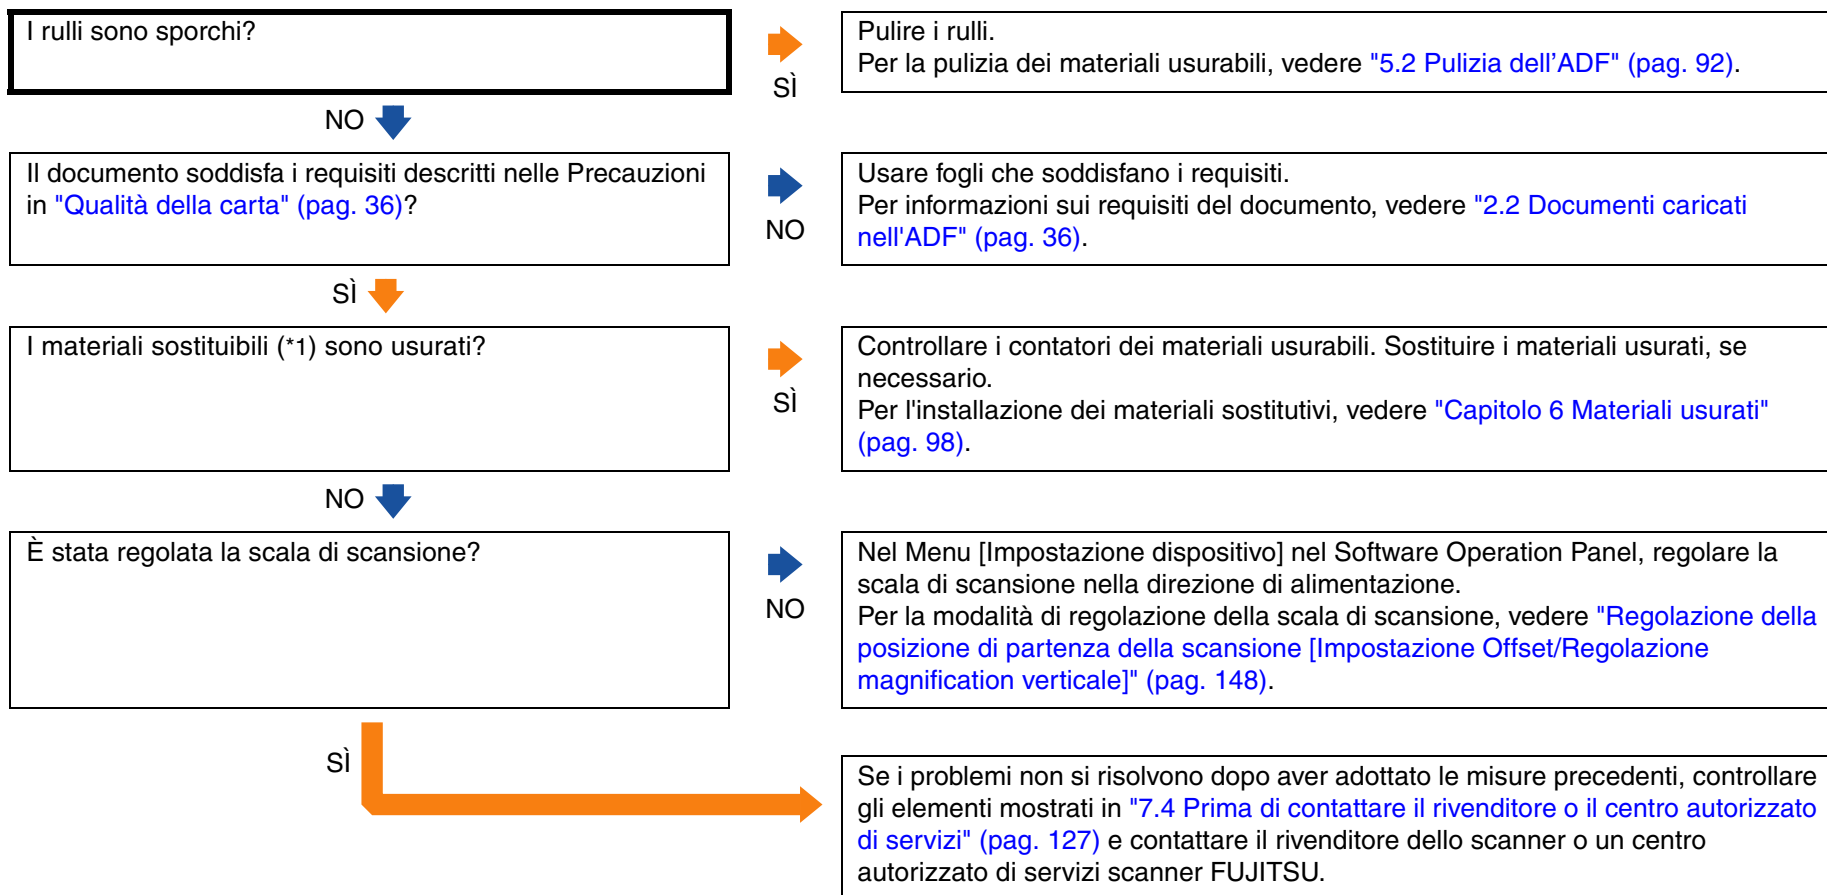 I rulli sono sporchi?
SÌ
Pulire i rulli.
Per la pulizia dei materiali usurabili, vedere "5.2 Pulizia dell’ADF" (pag. 92).
NO
Il documento soddisfa i requisiti descritti nelle Precauzioni
in "Qualità della carta" (pag. 36)?
NO
Usare fogli che soddisfano i requisiti.
Per informazioni sui requisiti del documento, vedere "2.2 Documenti caricati
nell'ADF" (pag. 36).
SÌ
I materiali sostituibili (*1) sono usurati?
SÌ
Controllare i contatori dei materiali usurabili. Sostituire i materiali usurati, se
necessario.
Per l'installazione dei materiali sostitutivi, vedere "Capitolo 6 Materiali usurati"
(pag. 98).
NO
È stata regolata la scala di scansione?
NO
Nel Menu [Impostazione dispositivo] nel Software Operation Panel, regolare la
scala di scansione nella direzione di alimentazione.
Per la modalità di regolazione della scala di scansione, vedere "Regolazione della
posizione di partenza della scansione [Impostazione Offset/Regolazione
magnification verticale]" (pag. 148).
SÌ
Se i problemi non si risolvono dopo aver adottato le misure precedenti, controllare
gli elementi mostrati in "7.4 Prima di contattare il rivenditore o il centro autorizzato
di servizi" (pag. 127) e contattare il rivenditore dello scanner o un centro
autorizzato di servizi scanner FUJITSU.